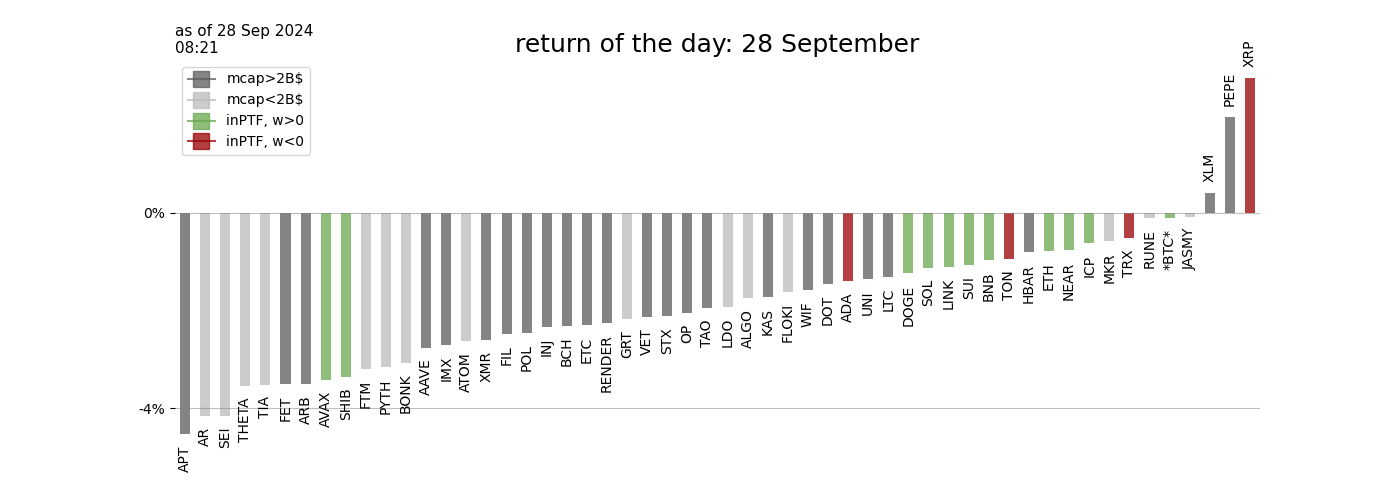 as of 28 Sep 2024
08:21
return of the day: 28 September
mcap>2B$
mcap<2B$
inPTF, w>0
inPTF, w<0
0%
-4%
APT
AR
SEI
THETA
TIA
FET
ARB
AVAX
SHIB
FTM
PYTH
BONK
AAVE
IMX
ATOM
XMR
FIL
POL
INJ
BCH
ETC
RENDER
GRT
VET
STX
OP
TAO
LDO
ALGO
KAS
FLOKI
WIF
DOT
ADA
UNI
LTC
DOGE
SOL
LINK
SUI
BNB
TON
HBAR
ETH
NEAR
ICP
MKR
TRX
RUNE
*BTC*
JASMY
XLM
PEPE
XRP